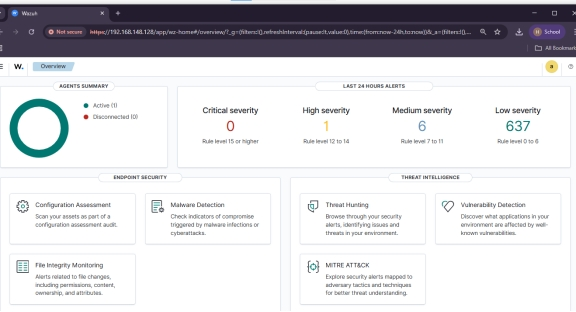 Wazuh
Not secure https://192.168.148.128/app/wz-home#/overview/?_g=(filters:!(),refreshInterval:(pause:!t,value:0),time:(from:now-24h,to:now))&_a=(filters:!(),...
School
All Bookmarks
W. Overview
a
AGENTS SUMMARY
Active (1)
Disconnected (0)
LAST 24 HOURS ALERTS
Critical severity
0
Rule level 15 or higher
High severity
1
Rule level 12 to 14
Medium severity
6
Rule level 7 to 11
Low severity
637
Rule level 0 to 6
ENDPOINT SECURITY
Configuration Assessment
Scan your assets as part of a
configuration assessment audit.
Malware Detection
Check indicators of compromise
triggered by malware infections or
cyberattacks.
File Integrity Monitoring
Alerts related to file changes,
including permissions, content,
ownership, and attributes.
THREAT INTELLIGENCE
Threat Hunting
Browse through your security
alerts, identifying issues and
threats in your environment.
Vulnerability Detection
Discover what applications in your
environment are affected by well-
known vulnerabilities.
MITRE ATT&CK
Explore security alerts mapped to
adversary tactics and techniques
for better threat understanding.